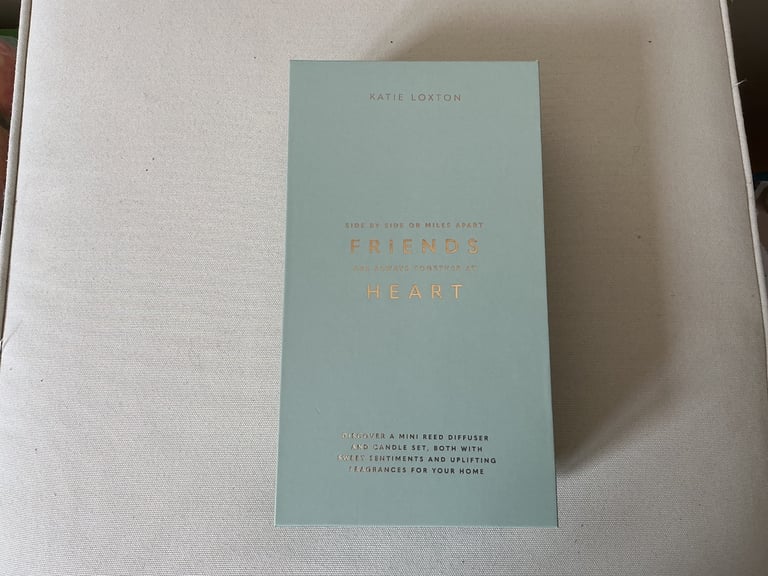 KATIE LOXTON
SIDE BY SIDE OR MILES APART
FRIENDS
ARE ALWAYS TOGETHER AT
HEART
DISCOVER A MINI REED DIFFUSER
AND CANDLE SET, BOTH WITH
SWEET SENTIMENTS AND UPLIFTING
FRAGRANCES FOR YOUR HOME